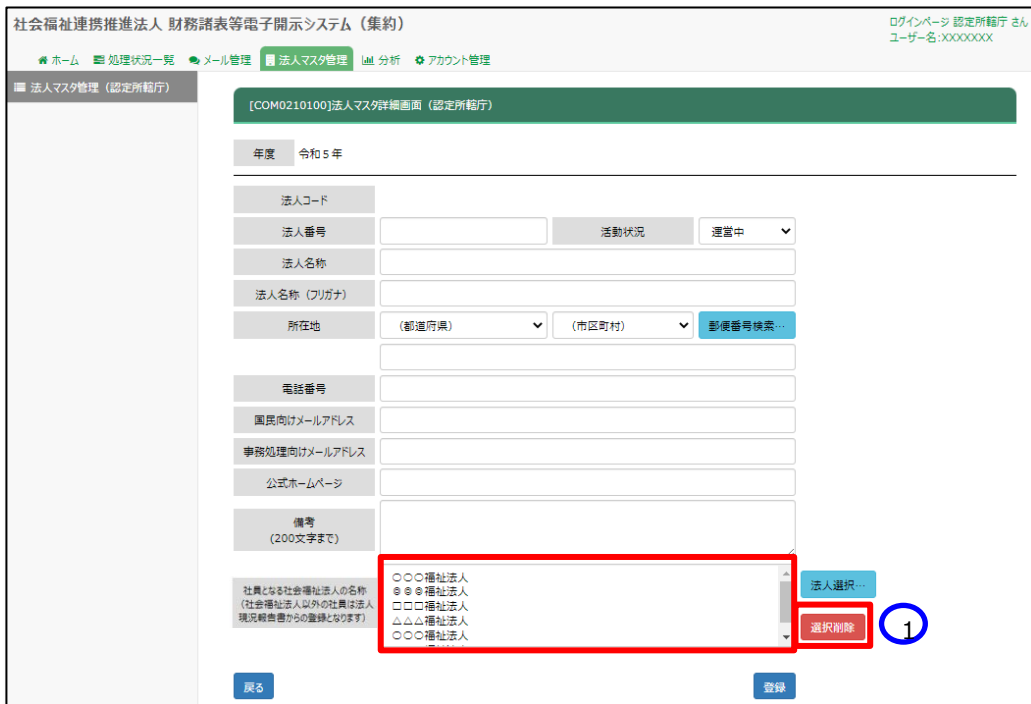 社会福祉連携推進法人 財務諸表等電子開示システム（集約）
ログインページ 認定所轄庁 さん
ユーザー名:XXXXXXX
ホーム 処理状況一覧 メール管理 法人マスタ管理 分析 アカウント管理
法人マスタ管理（認定所轄庁）
[COM0210100]法人マスタ詳細画面（認定所轄庁）
年度 令和５年
法人コード
法人番号 活動状況 運営中
法人名称
法人名称（フリガナ）
所在地 （都道府県） （市区町村） 郵便番号検索…
電話番号
国民向けメールアドレス
事務処理向けメールアドレス
公式ホームページ
備考
(200文字まで)
社員となる社会福祉法人の名称
（社会福祉法人以外の社員は法人
現況報告書からの登録となります）
○○○福祉法人
◎◎◎福祉法人
□□□福祉法人
△△△福祉法人
○○○福祉法人
法人選択…
選択削除
1
戻る 登録